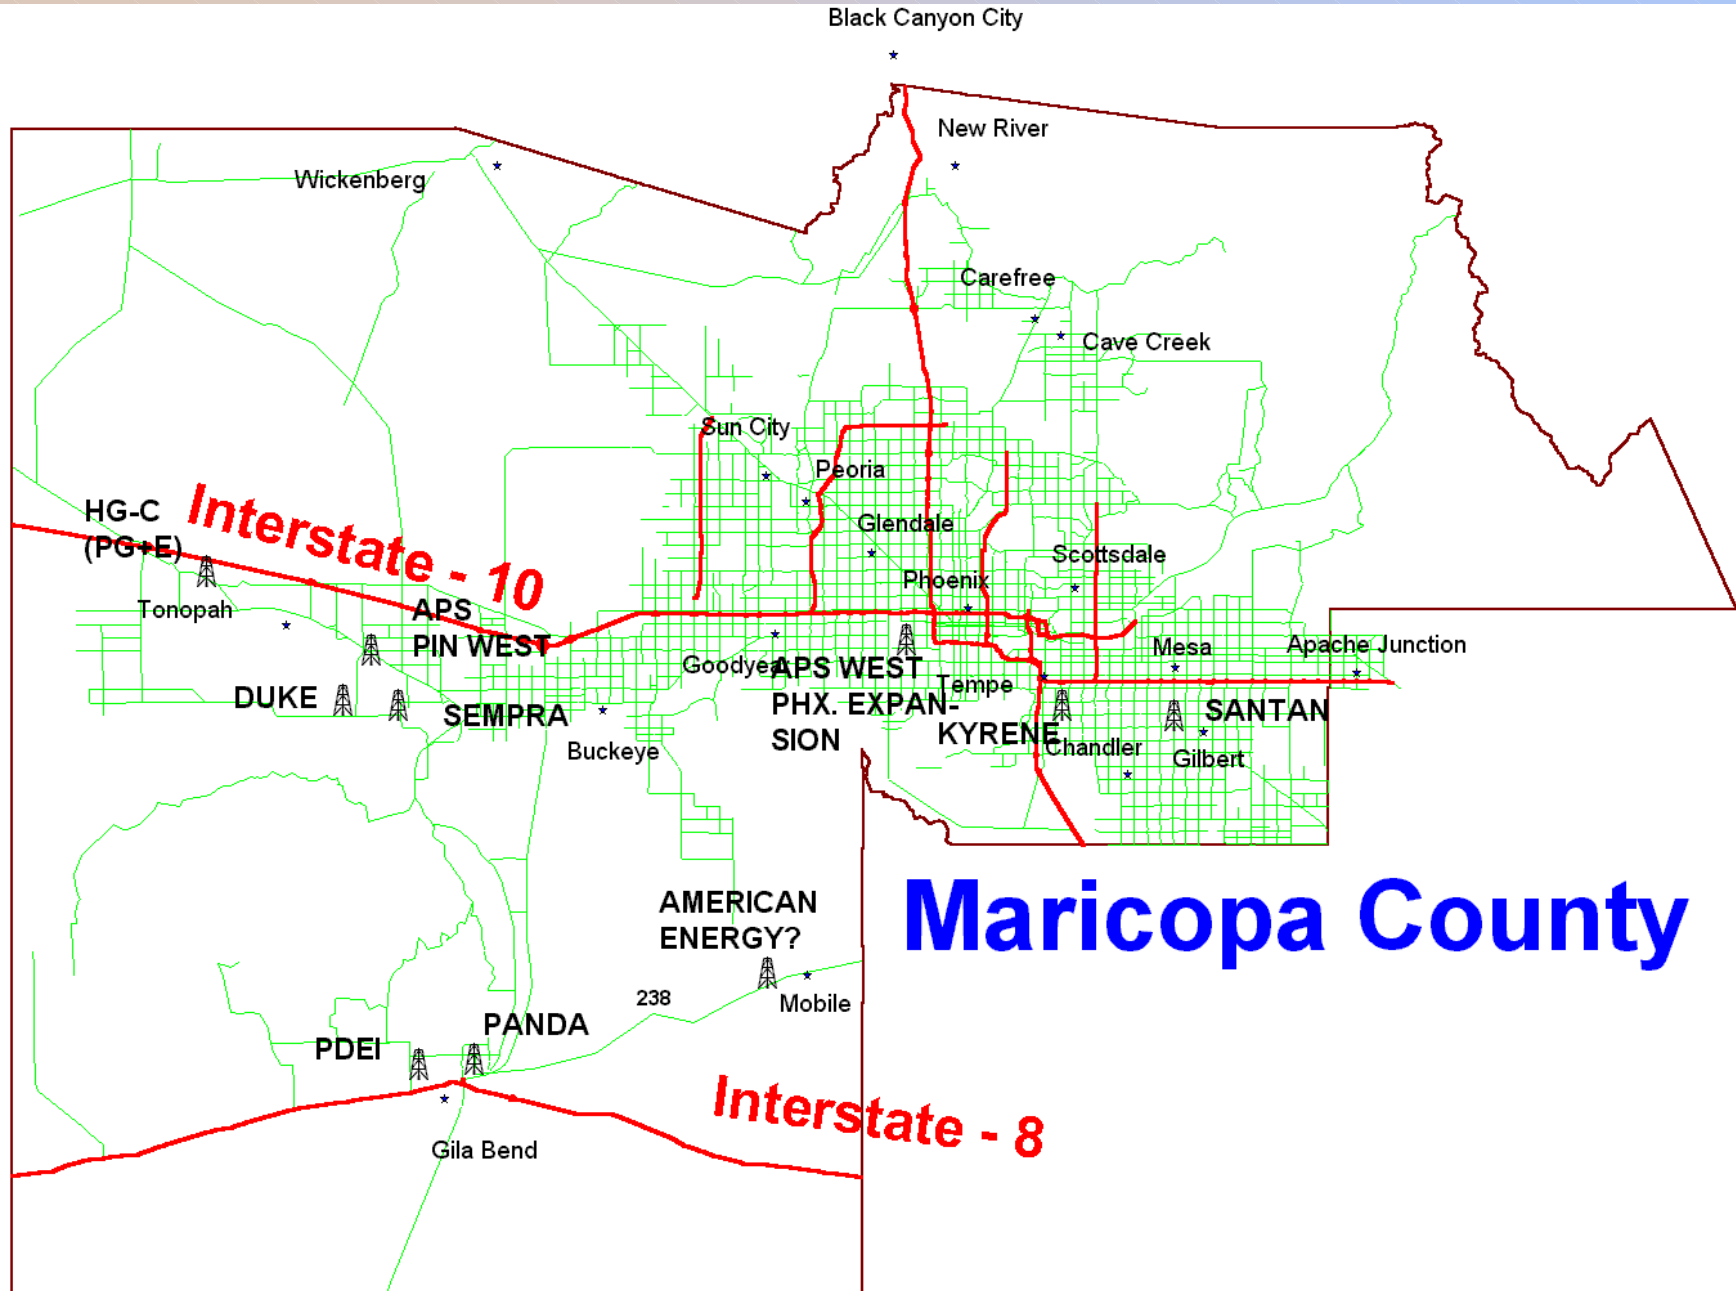 Black Canyon City
New River
Wickenberg
Carefree
Cave Creek
Sun City
Peoria
HG-C
(PG+E)
Interstate - 10
Glendale
Scottsdale
Phoenix
Tonopah
APS
PIN WEST
Goodyear
APS WEST
PHX. EXPAN-
SION
Mesa
Apache Junction
Tempe
DUKE
SEMPRA
KYRENE
SANTAN
Buckeye
Chandler
Gilbert
Maricopa County
AMERICAN
ENERGY?
238
Mobile
PANDA
PDEI
Interstate - 8
Gila Bend